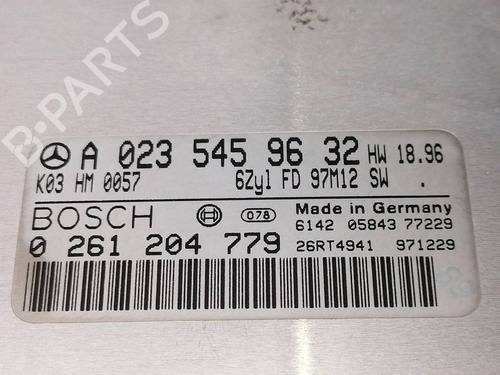 B-PARTS
A 023 545 96 32 HW 18.96
K03 HM 0057 6Zyl FD 97M12 SW .
BOSCH 078 Made in Germany
6142 05843 77229
0 261 204 779 26RT4941 971229